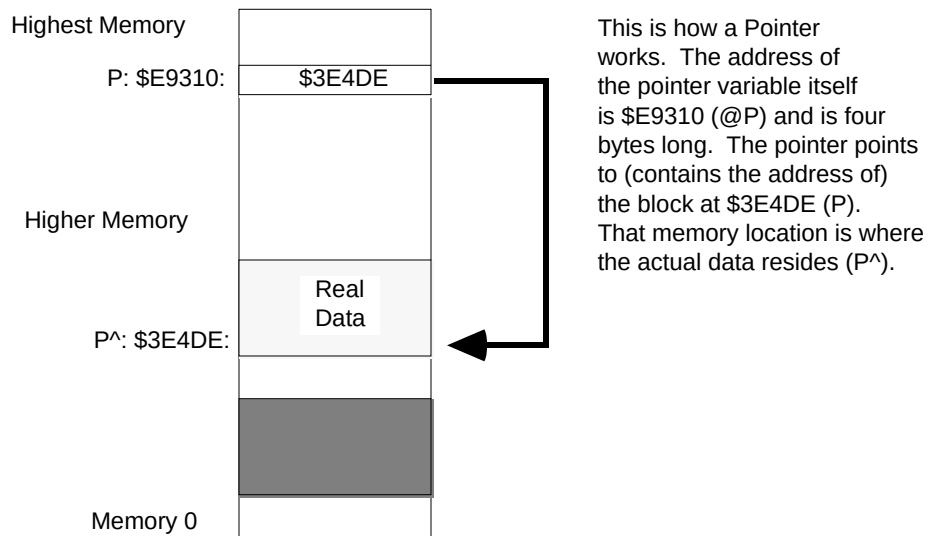 Highest Memory
P: $E9310:
$3E4DE
Higher Memory
Real
Data
P^: $3E4DE:
Memory 0
This is how a Pointer
works.  The address of
the pointer variable itself
is $E9310 (@P) and is four
bytes long.  The pointer points
to (contains the address of)
the block at $3E4DE (P).
That memory location is where
the actual data resides (P^).